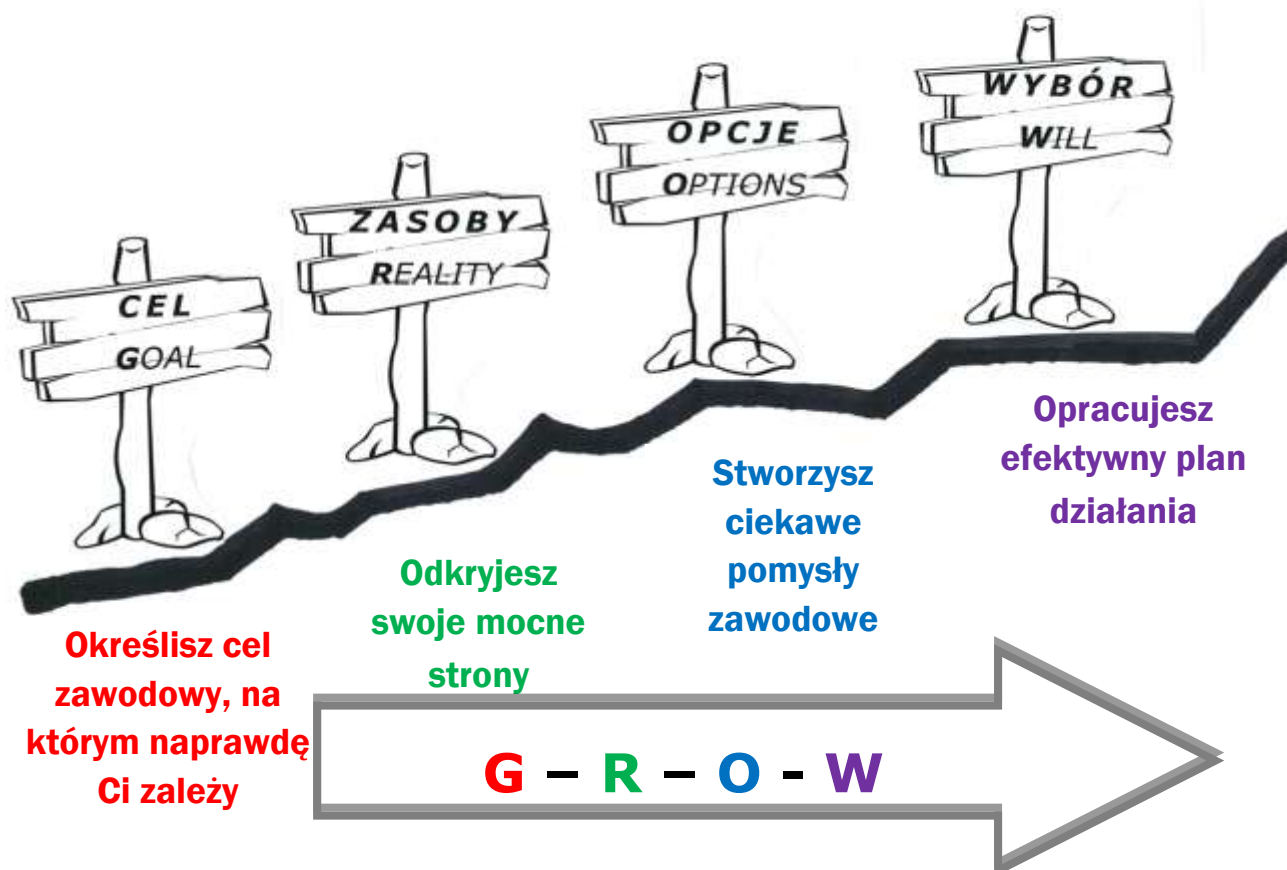 CEL
GOAL
ZASOBY
REALITY
OPCJE
OPTIONS
WYBÓR
WILL
Określisz cel
zawodowy, na
którym naprawdę
Ci zależy
Odkryjesz
swoje mocne
strony
Stworzysz
ciekawe
pomysły
zawodowe
Opracujesz
efektywny plan
działania
G – R – O - W